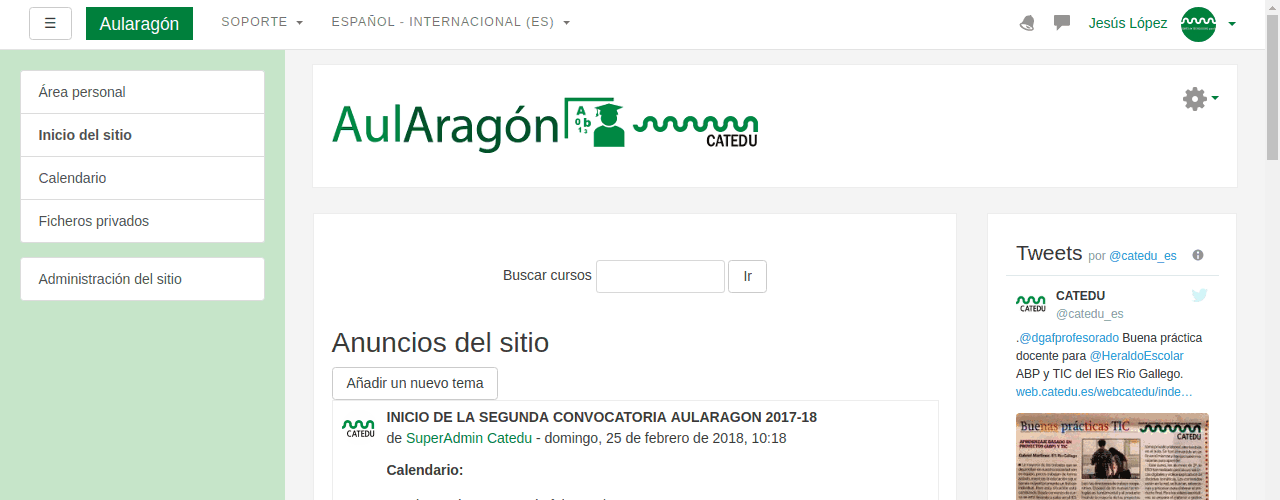 ☰ Aularagón SOPORTE ESPAÑOL - INTERNACIONAL (ES) Jesús López
Área personal
Inicio del sitio
Calendario
Ficheros privados
Administración del sitio
AulAragón CATEDU
Buscar cursos Ir
Anuncios del sitio
Añadir un nuevo tema
CATEDU
INICIO DE LA SEGUNDA CONVOCATORIA AULARAGON 2017-18
de SuperAdmin Catedu - domingo, 25 de febrero de 2018, 10:18
Calendario:
Tweets por @catedu_es
CATEDU
CATEDU
@catedu_es
.@dgafprofesorado Buena práctica
docente para @HeraldoEscolar
ABP y TIC del IES Rio Gallego.
web.catedu.es/webcatedu/inde…
Buenas prácticas TIC
CATEDU